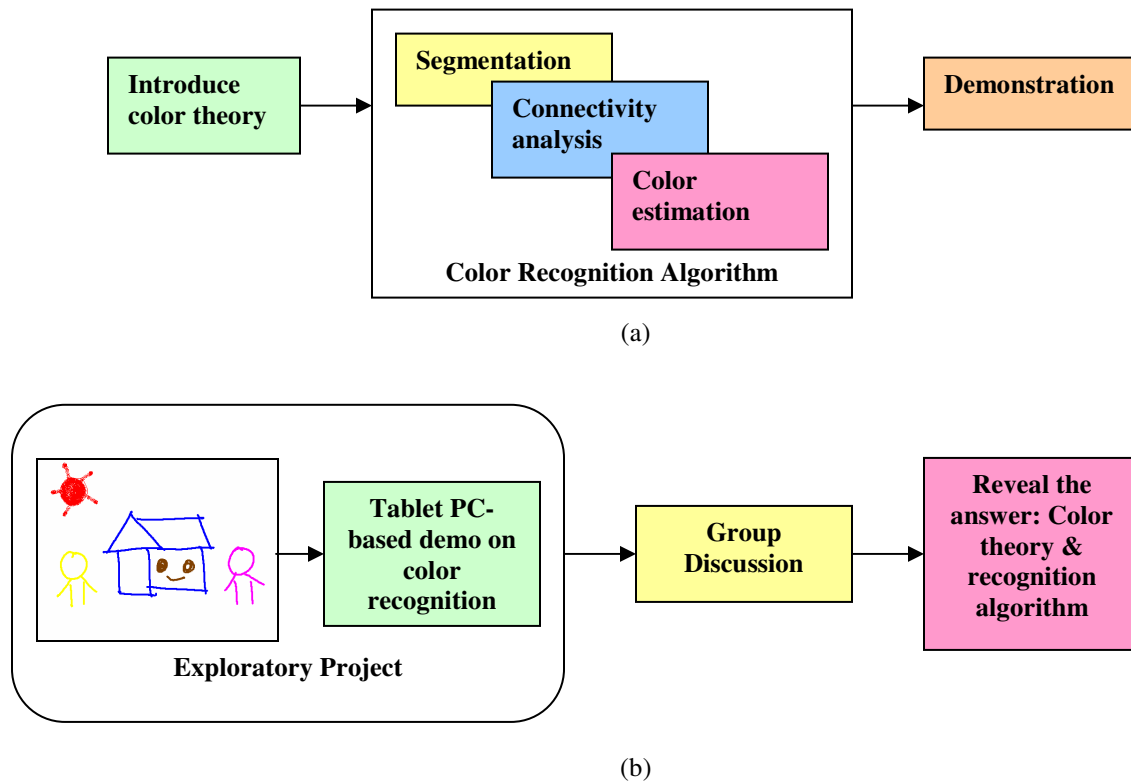 Introduce
color theory
Segmentation
Connectivity
analysis
Color
estimation
Color Recognition Algorithm
Demonstration
(a)
Tablet PC-
based demo on
color
recognition
Exploratory Project
Group
Discussion
Reveal the
answer: Color
theory &
recognition
algorithm
(b)